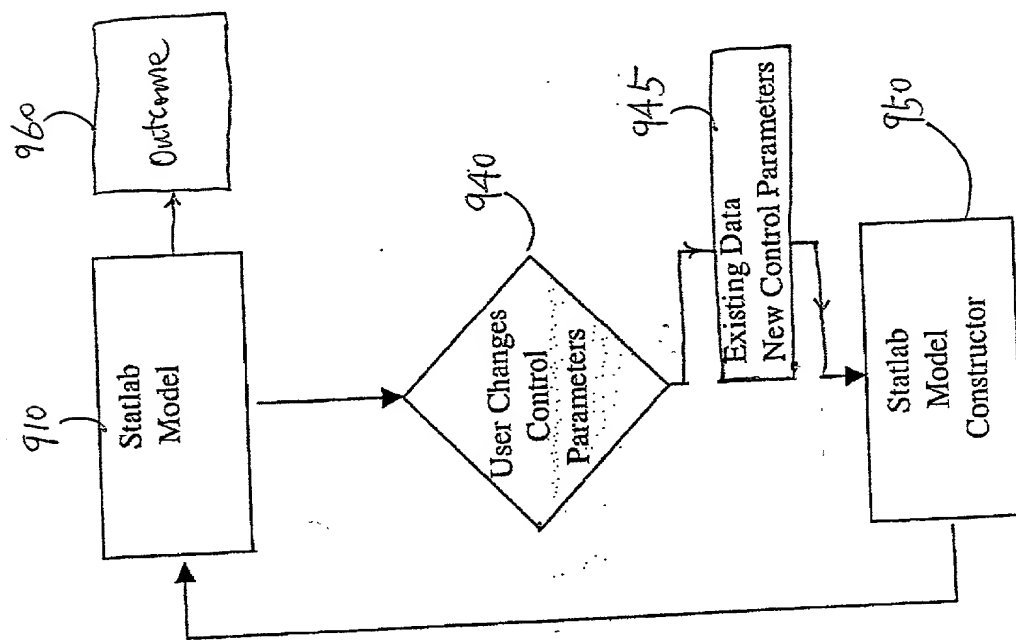 960
Outcome
910
Statlab
Model
940
User Changes
Control
Parameters
945
Existing Data
New Control Parameters
950
Statlab
Model
Constructor